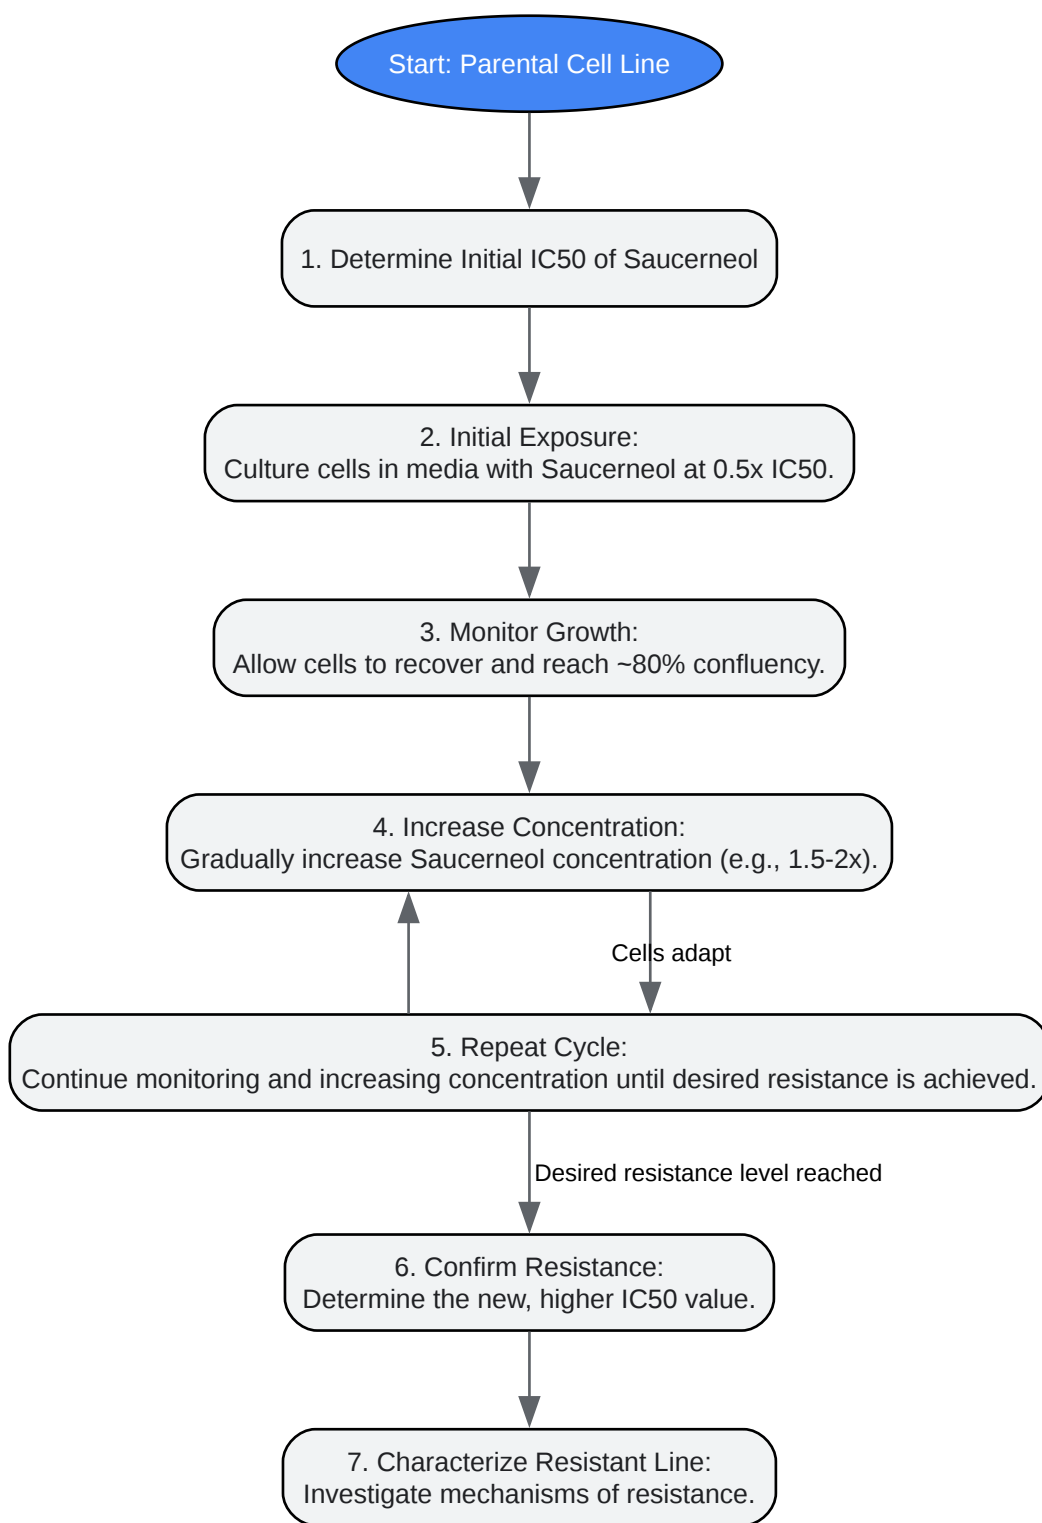 Start: Parental Cell Line
1. Determine Initial IC50 of Saucerneol
2. Initial Exposure:
Culture cells in media with Saucerneol at 0.5x IC50.
3. Monitor Growth:
Allow cells to recover and reach ~80% confluency.
4. Increase Concentration:
Gradually increase Saucerneol concentration (e.g., 1.5-2x).
Cells adapt
5. Repeat Cycle:
Continue monitoring and increasing concentration until desired resistance is achieved.
Desired resistance level reached
6. Confirm Resistance:
Determine the new, higher IC50 value.
7. Characterize Resistant Line:
Investigate mechanisms of resistance.